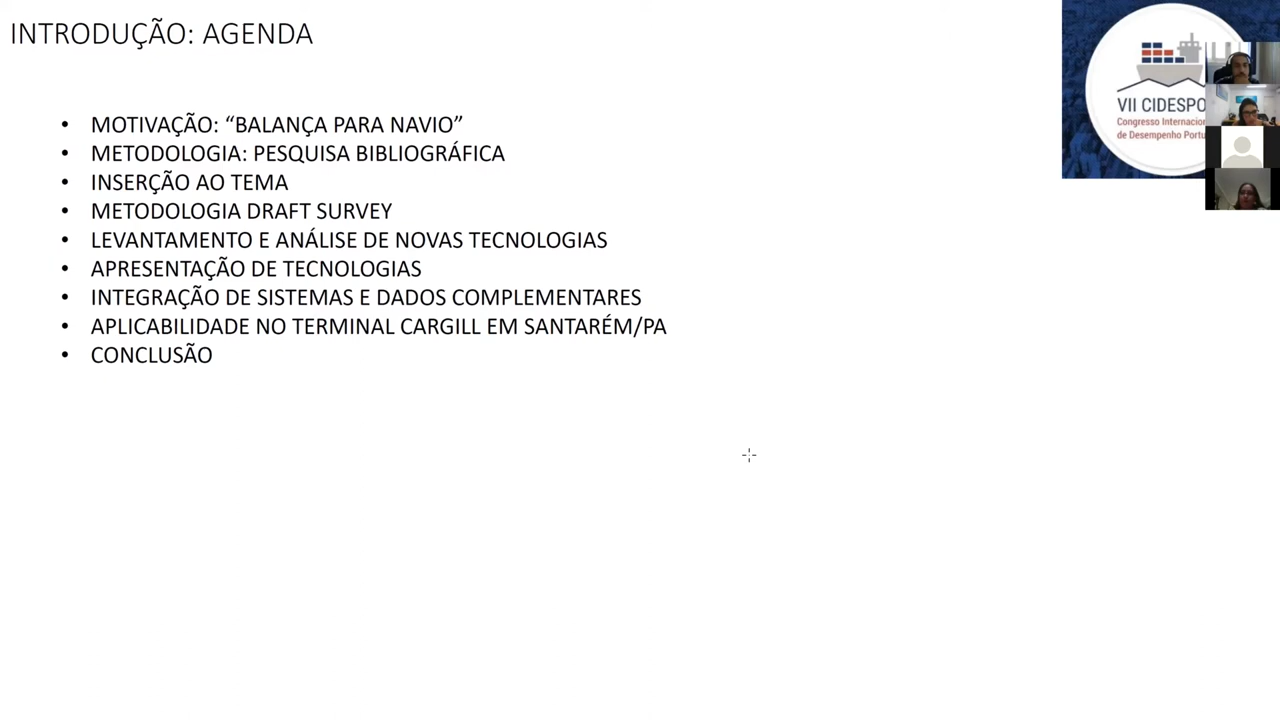 INTRODUÇÃO: AGENDA
• MOTIVAÇÃO: “BALANÇA PARA NAVIO”
• METODOLOGIA: PESQUISA BIBLIOGRÁFICA
• INSERÇÃO AO TEMA
• METODOLOGIA DRAFT SURVEY
• LEVANTAMENTO E ANÁLISE DE NOVAS TECNOLOGIAS
• APRESENTAÇÃO DE TECNOLOGIAS
• INTEGRAÇÃO DE SISTEMAS E DADOS COMPLEMENTARES
• APLICABILIDADE NO TERMINAL CARGILL EM SANTARÉM/PA
• CONCLUSÃO
VII CIDESPO
Congresso Internacion
de Desempenho Portu